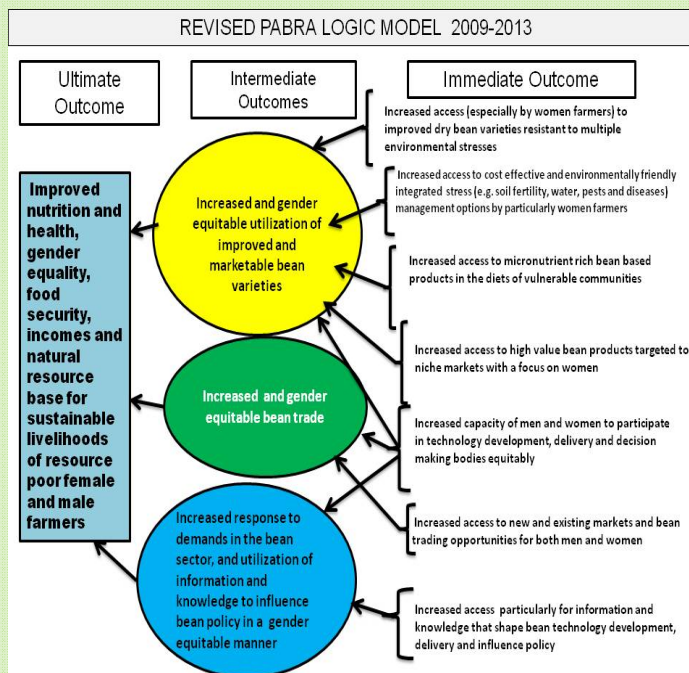 REVISED PABRA LOGIC MODEL 2009-2013
Ultimate
Outcome
Intermediate
Outcomes
Immediate Outcome
Improved
nutrition and
health,
gender
equality,
food
security,
incomes and
natural
resource
base for
sustainable
livelihoods
of resource
poor female
and male
farmers
Increased and gender
equitable utilization of
improved and
marketable bean
varieties
Increased and gender
equitable bean trade
Increased response to
demands in the bean
sector, and utilization of
information and
knowledge to influence
bean policy in a gender
equitable manner
Increased access (especially by women farmers) to
improved dry bean varieties resistant to multiple
environmental stresses
Increased access to cost effective and environmentally friendly
integrated stress (e.g. soil fertility, water, pests and diseases)
management options by particularly women farmers
Increased access to micronutrient rich bean based
products in the diets of vulnerable communities
Increased access to high value bean products targeted to
niche markets with a focus on women
Increased capacity of men and women to participate
in technology development, delivery and decision
making bodies equitably
Increased access to new and existing markets and bean
trading opportunities for both men and women
Increased access particularly for information and
knowledge that shape bean technology development,
delivery and influence policy